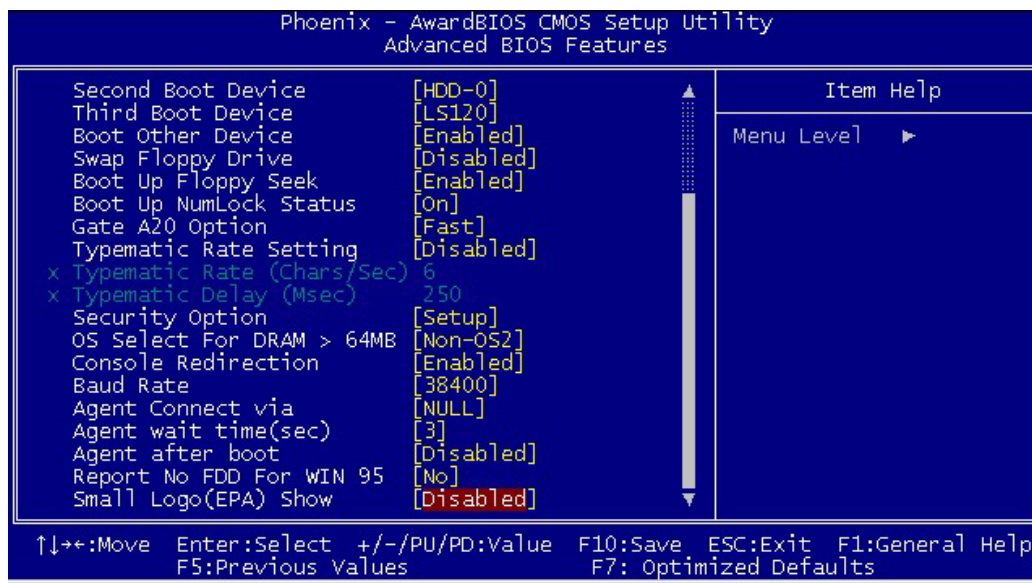 Phoenix - AwardBIOS CMOS Setup Utility
Advanced BIOS Features
Second Boot Device [HDD-0]
Third Boot Device [LS120]
Boot Other Device [Enabled]
Swap Floppy Drive [Disabled]
Boot Up Floppy Seek [Enabled]
Boot Up NumLock Status [On]
Gate A20 Option [Fast]
Typematic Rate Setting [Disabled]
x Typematic Rate (Chars/Sec) 6
x Typematic Delay (Msec) 250
Security Option [Setup]
OS Select For DRAM > 64MB [Non-OS2]
Console Redirection [Enabled]
Baud Rate [38400]
Agent Connect via [NULL]
Agent wait time(sec) [3]
Agent after boot [Disabled]
Report No FDD For WIN 95 [No]
Small Logo(EPA) Show [Disabled]
Item Help
Menu Level ►
↑↓→←:Move Enter:Select +/-/PU/PD:Value F10:Save ESC:Exit F1:General Help
F5:Previous Values F7: Optimized Defaults